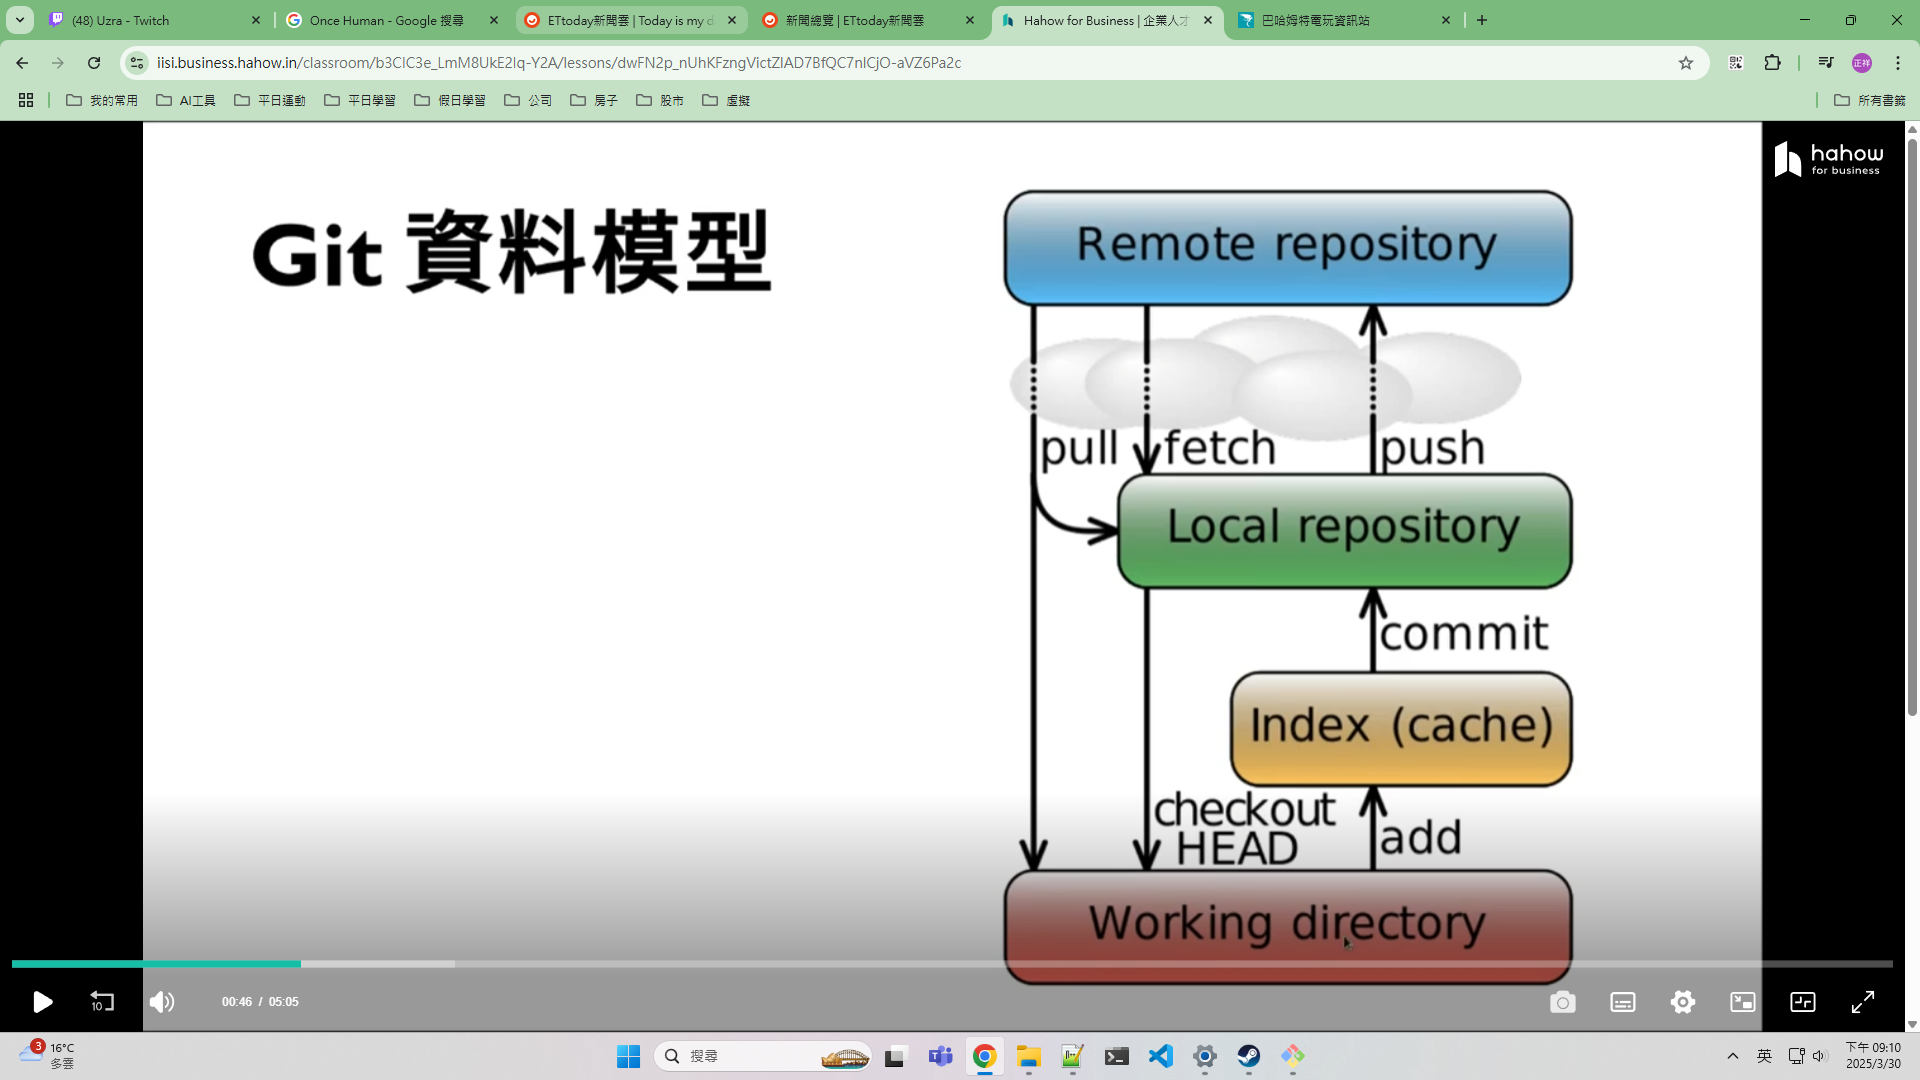 (48) Uzra - Twitch
Once Human - Google 搜尋
ETtoday新聞雲 | Today is my d
新聞總覽 | ETtoday新聞雲
Hahow for Business | 企業人才
巴哈姆特電玩資訊站
iisi.business.hahow.in/classroom/b3CIC3e_LmM8UkE2lq-Y2A/lessons/dwFN2p_nUhKFzngVictZIAD7BfQC7nICjO-aVZ6Pa2c
正祥
我的常用
AI工具
平日運動
平日學習
假日學習
公司
房子
股市
虛擬
所有書籤
hahow
for business
Git 資料模型
Remote repository
pull
fetch
push
Local repository
commit
Index (cache)
checkout
HEAD
add
Working directory
10
00:46 / 05:05
3
16°C
多雲
搜尋
英
下午 09:10
2025/3/30